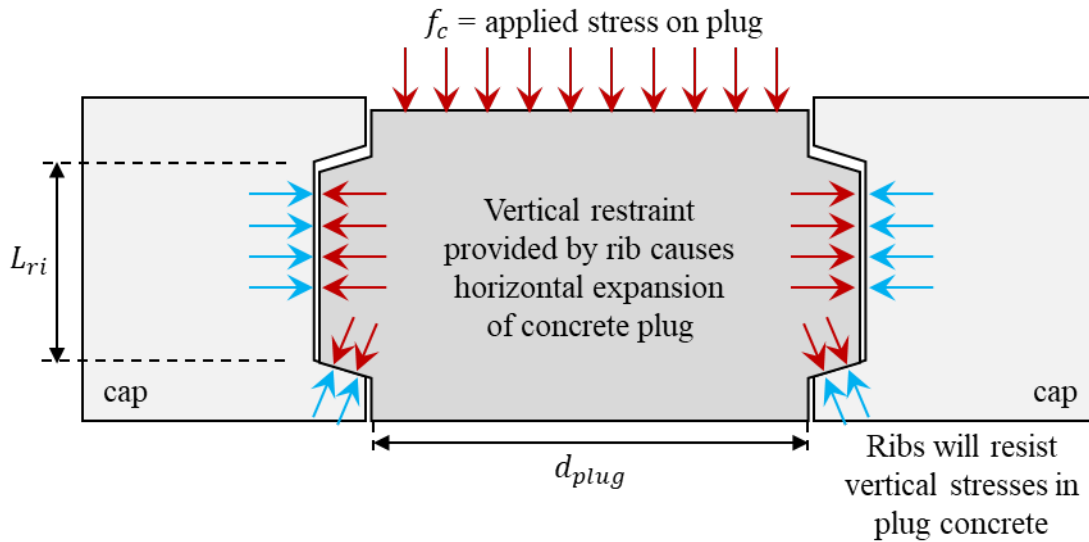 f_c = applied stress on plug
Vertical restraint
provided by rib causes
horizontal expansion
of concrete plug
L_ri
cap
cap
d_plug
Ribs will resist
vertical stresses in
plug concrete